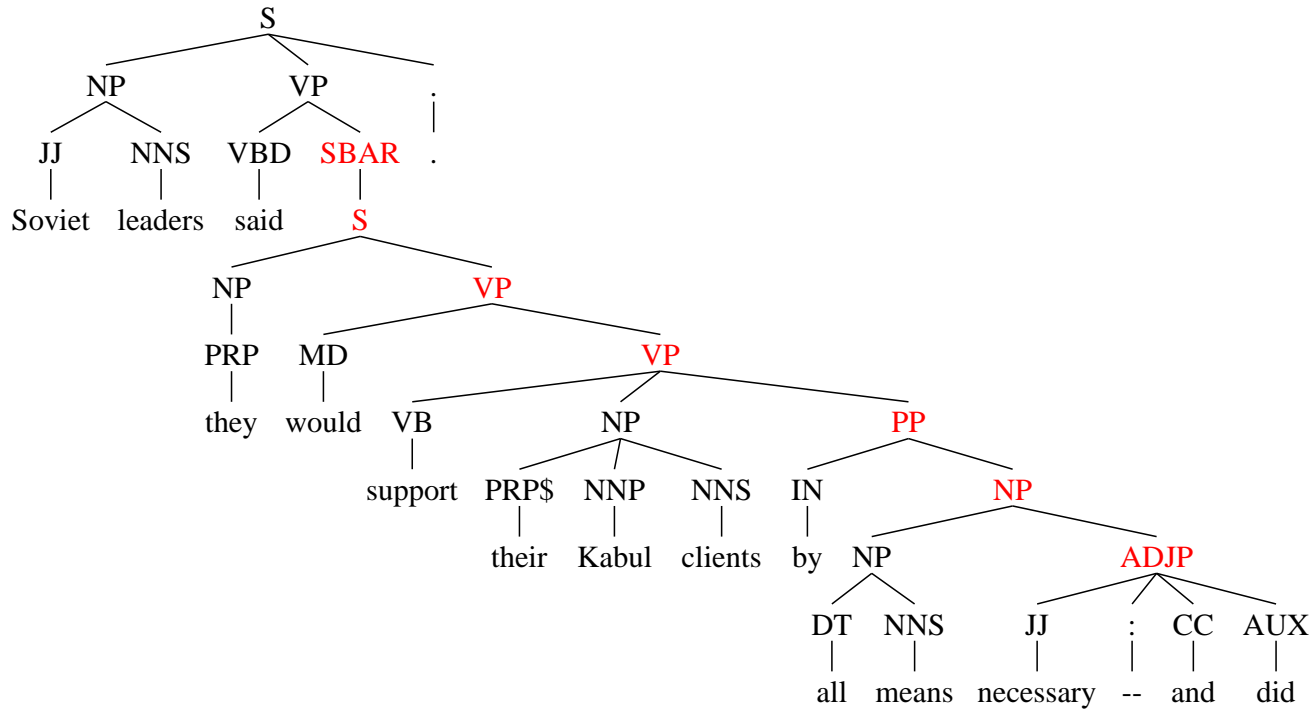 S
NP VP .
JJ NNS VBD SBAR .
Soviet leaders said S
NP VP
PRP MD VP
they would VB NP PP
support PRP$ NNP NNS IN NP
their Kabul clients by NP ADJP
DT NNS JJ : CC AUX
all means necessary -- and did